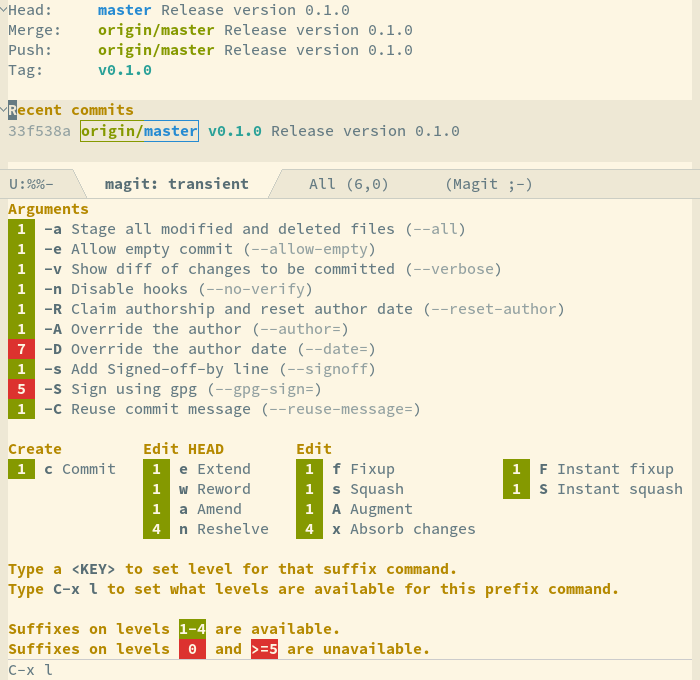 Head:     master Release version 0.1.0
Merge:    origin/master Release version 0.1.0
Push:     origin/master Release version 0.1.0
Tag:      v0.1.0
Recent commits
33f538a origin/master v0.1.0 Release version 0.1.0
U:%%-  magit: transient  All (6,0)  (Magit ;-)
Arguments
1 -a Stage all modified and deleted files (--all)
1 -e Allow empty commit (--allow-empty)
1 -v Show diff of changes to be committed (--verbose)
1 -n Disable hooks (--no-verify)
1 -R Claim authorship and reset author date (--reset-author)
1 -A Override the author (--author=)
7 -D Override the author date (--date=)
1 -s Add Signed-off-by line (--signoff)
5 -S Sign using gpg (--gpg-sign=)
1 -C Reuse commit message (--reuse-message=)
Create  Edit HEAD  Edit
1 c Commit  1 e Extend  1 f Fixup  1 F Instant fixup
1 w Reword  1 s Squash  1 S Instant squash
1 a Amend  1 A Augment
4 n Reshelve  4 x Absorb changes
Type a <KEY> to set level for that suffix command.
Type C-x l to set what levels are available for this prefix command.
Suffixes on levels 1-4 are available.
Suffixes on levels 0 and >=5 are unavailable.
C-x l